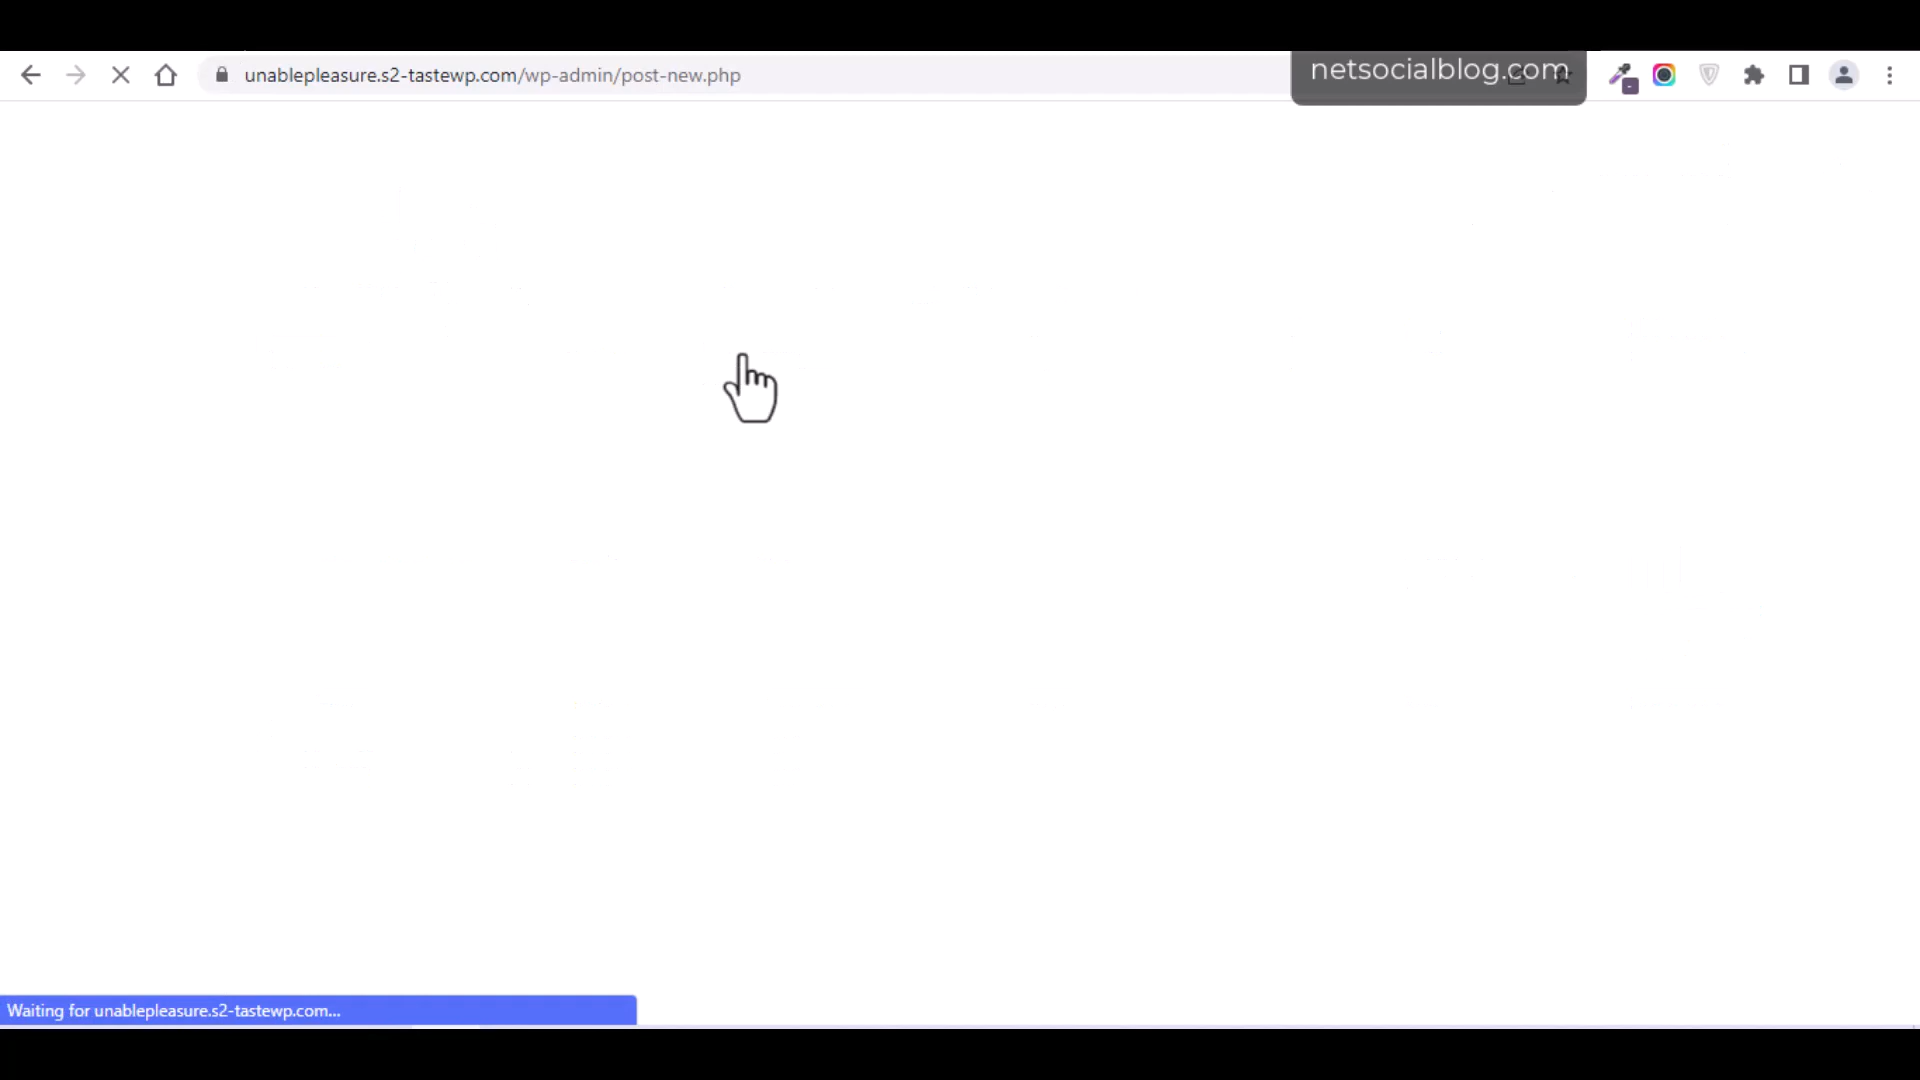 unablepleasure.s2-tastewp.com/wp-admin/post-new.php
netsocialblog.com
Waiting for unablepleasure.s2-tastewp.com...